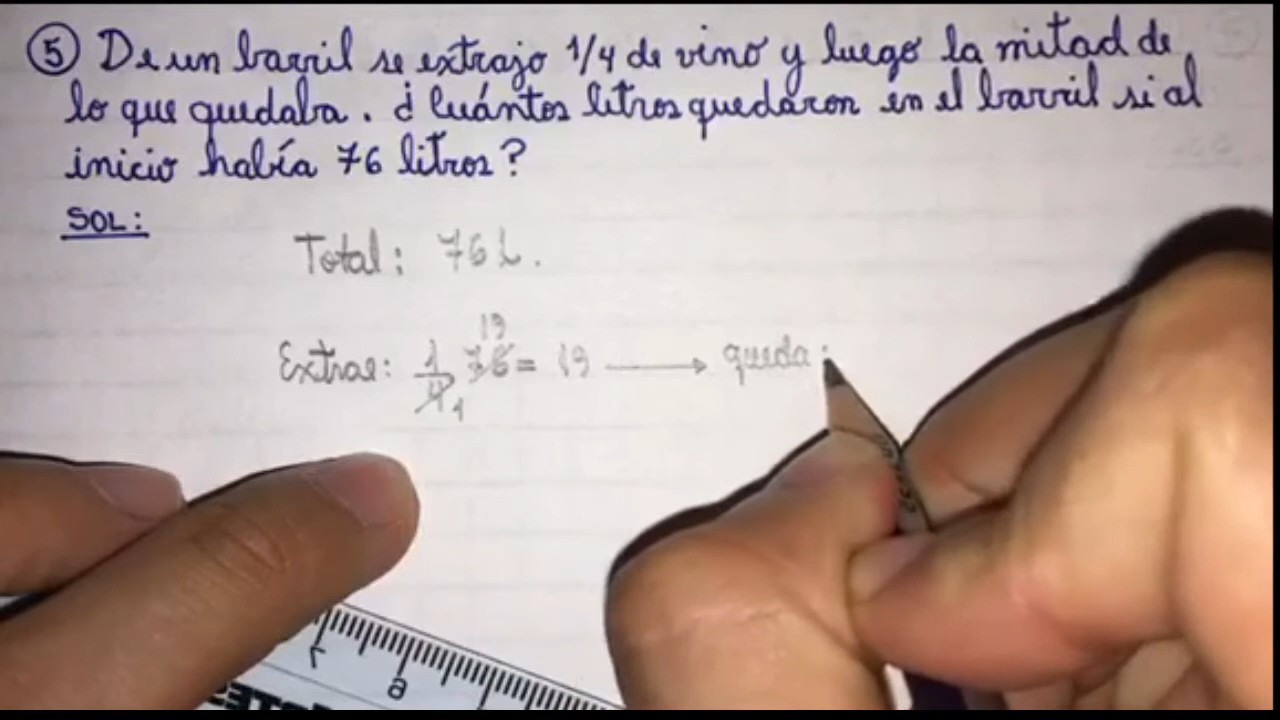 5 De un barril se extrajo 1/4 de vino y luego la mitad de
lo que quedaba. ¿Cuántos litros quedaron en el barril si al
inicio había 76 litros?
SOL:
Total: 76 L.
19
Extrae: 1/4 76 = 19 → queda:
1